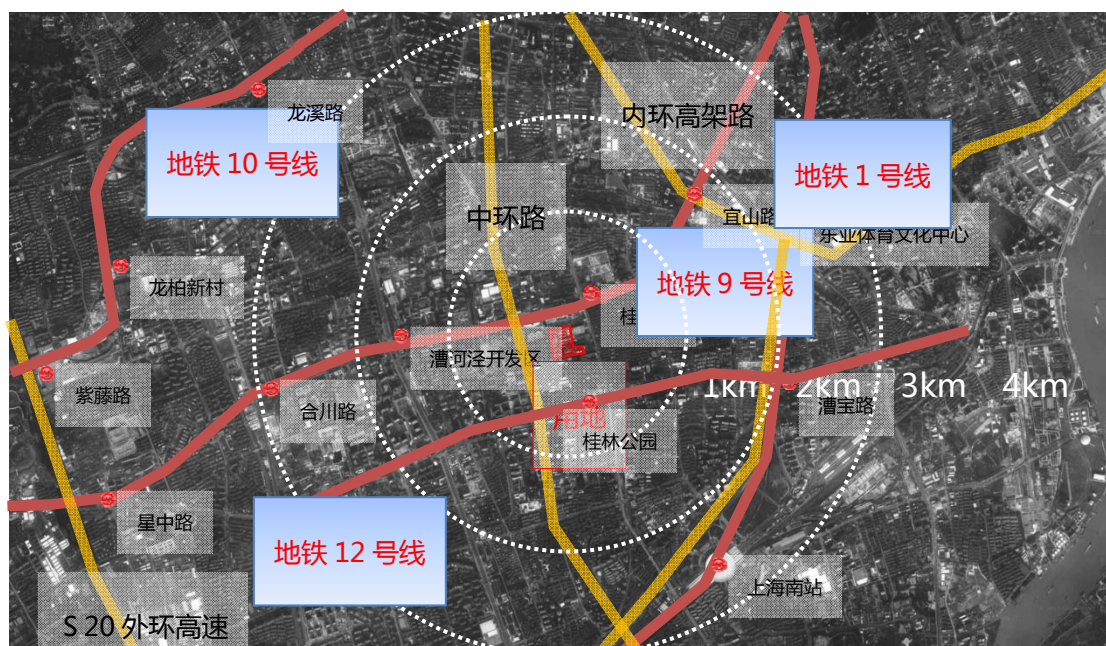 龙溪路
内环高架路
地铁 10 号线
地铁 1 号线
中环路
宜山路
东亚体育文化中心
龙柏新村
地铁 9 号线
桂
漕河泾开发区
紫藤路
合川路
1km
2km
3km
4km
漕宝路
用地
桂林公园
星中路
地铁 12 号线
上海南站
S 20 外环高速